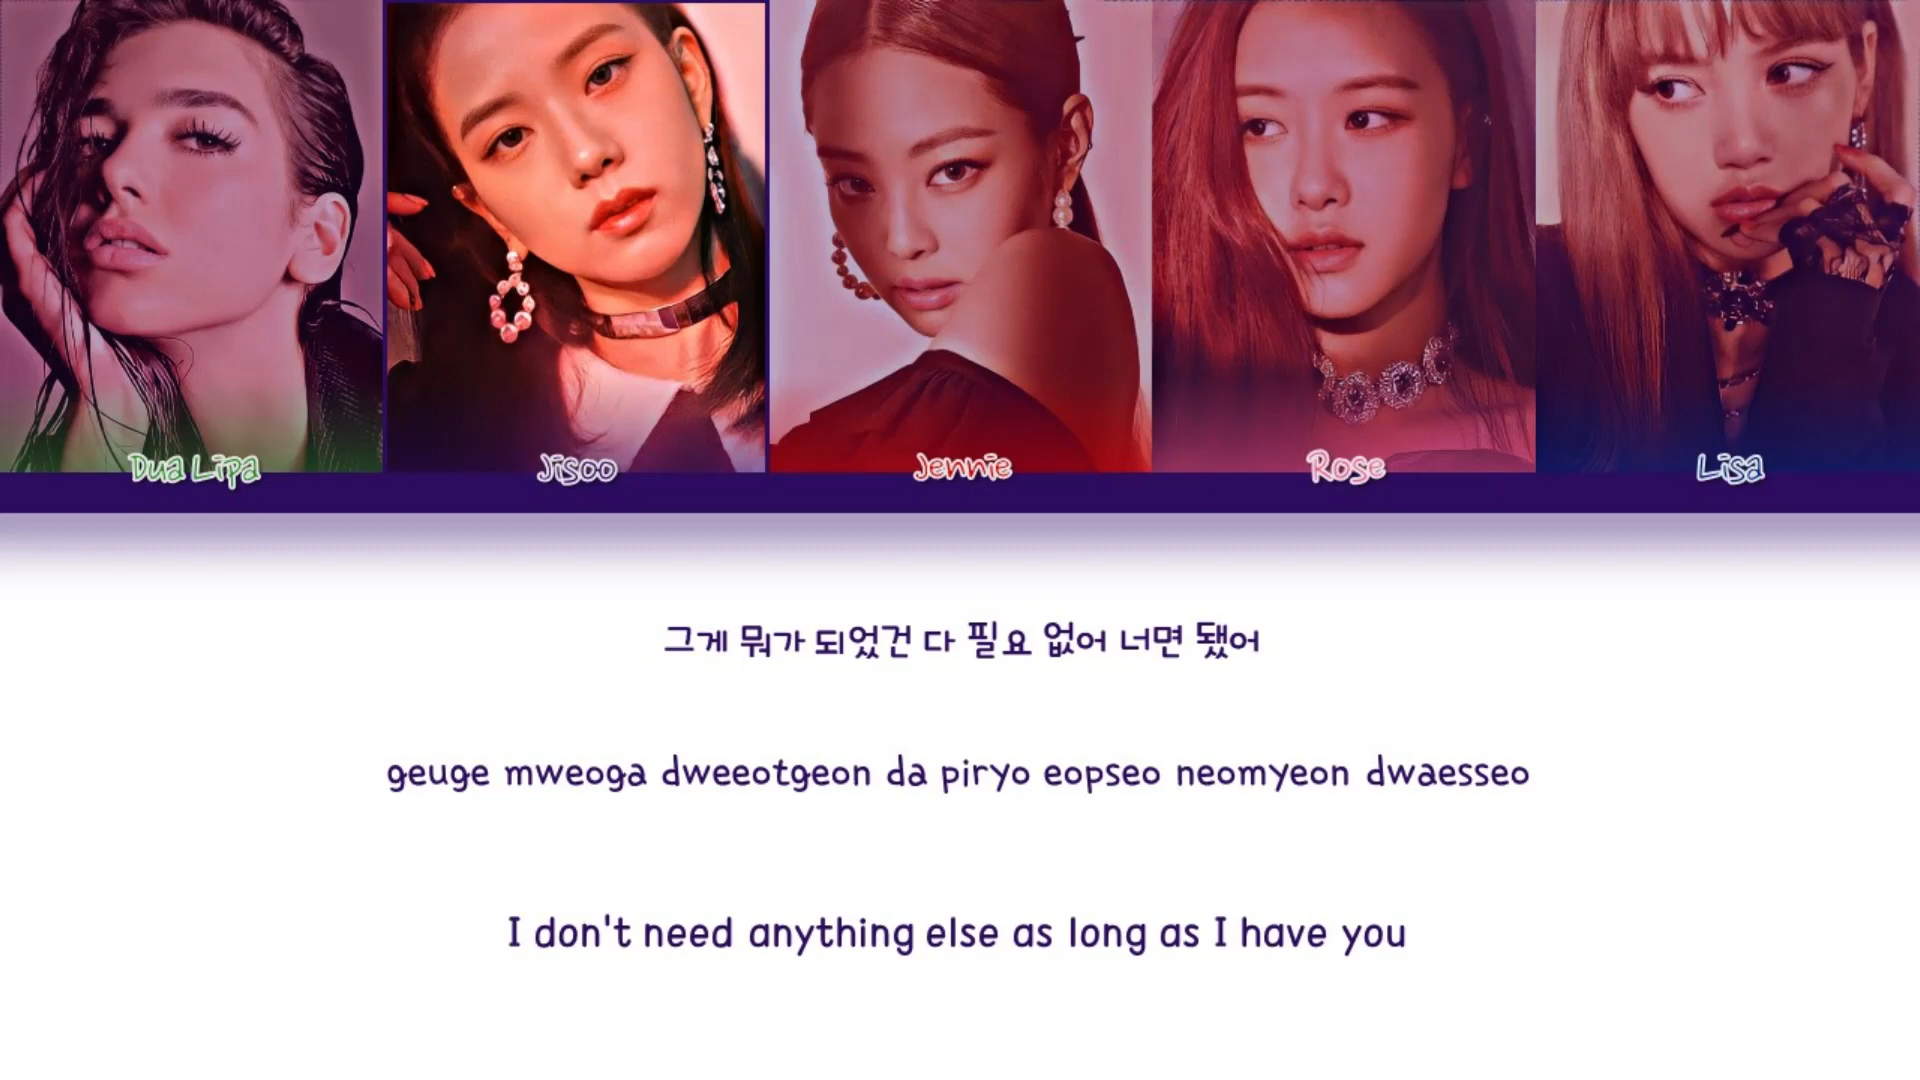 Dua Lipa Jisoo Jennie Rose Lisa
그게 뭐가 되었건 다 필요 없어 너면 됐어
geuge mweoga dweeotgeon da piryo eopseo neomyeon dwaesseo
I don't need anything else as long as I have you